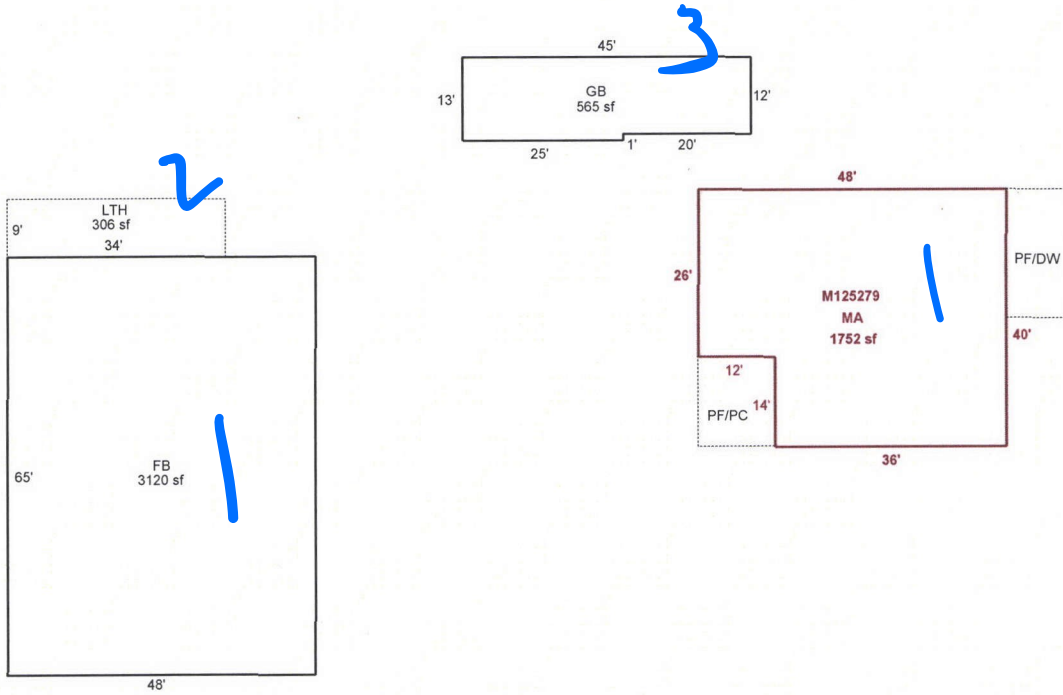 3
45'
GB
565 sf
13'
12'
25'
1'
20'
2
LTH
306 sf
9'
34'
48'
PF/DW
26'
M125279
MA
1752 sf
1
40'
12'
14'
PF/PC
36'
FB
3120 sf
1
65'
48'